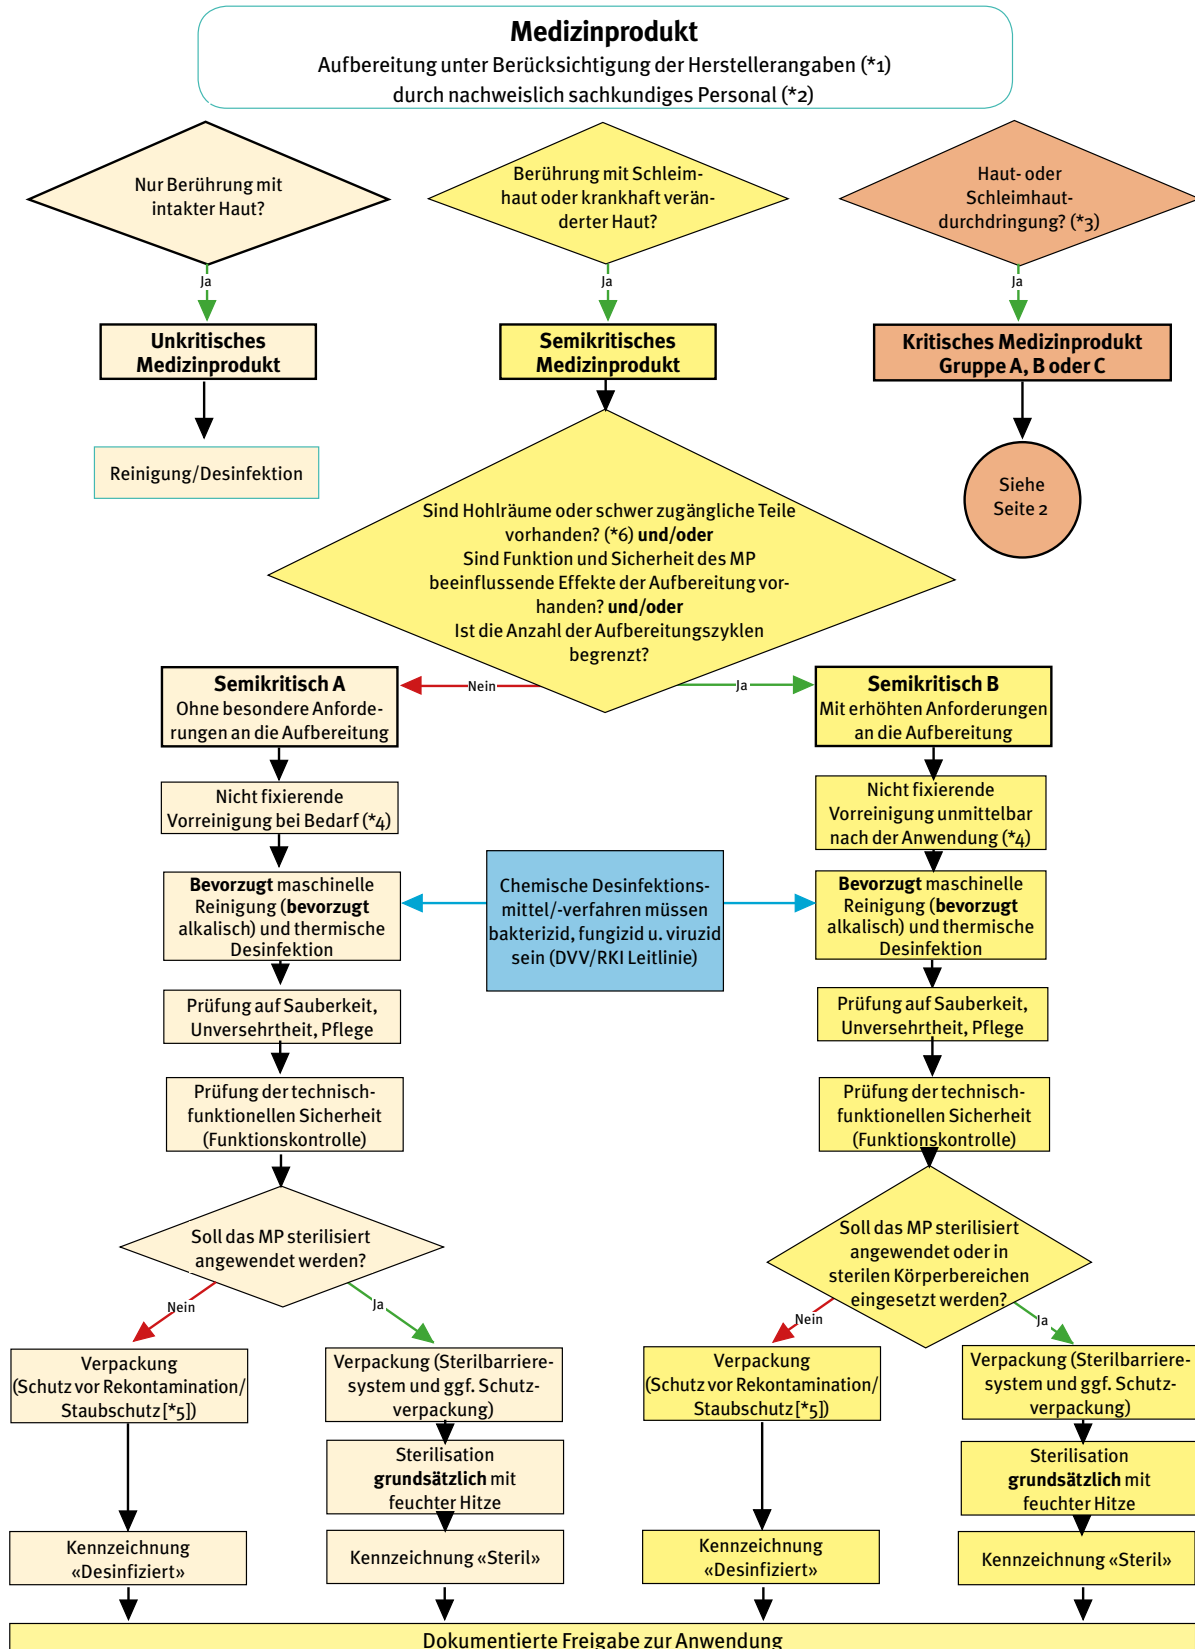 Medizinprodukt
Aufbereitung unter Berücksichtigung der Herstellerangaben (*1)
durch nachweislich sachkundiges Personal (*2)
Nur Berührung mit
intakter Haut?
Berührung mit Schleim-
haut oder krankhaft verän-
derter Haut?
Haut- oder
Schleimhaut-
durchdringung? (*3)
Ja
Ja
Ja
Unkritisches
Medizinprodukt
Semikritisches
Medizinprodukt
Kritisches Medizinprodukt
Gruppe A, B oder C
Reinigung/Desinfektion
Siehe
Seite 2
Sind Hohlräume oder schwer zugängliche Teile
vorhanden? (*6) und/oder
Sind Funktion und Sicherheit des MP
beeinflussende Effekte der Aufbereitung vor-
handen? und/oder
Ist die Anzahl der Aufbereitungszyklen
begrenzt?
Nein
Ja
Semikritisch A
Ohne besondere Anforde-
rungen an die Aufbereitung
Semikritisch B
Mit erhöhten Anforderungen
an die Aufbereitung
Nicht fixierende
Vorreinigung bei Bedarf (*4)
Nicht fixierende
Vorreinigung unmittelbar
nach der Anwendung (*4)
Bevorzugt maschinelle
Reinigung (bevorzugt
alkalisch) und thermische
Desinfektion
Chemische Desinfektions-
mittel/-verfahren müssen
bakterizid, fungizid u. viruzid
sein (DVV/RKI Leitlinie)
Bevorzugt maschinelle
Reinigung (bevorzugt
alkalisch) und thermische
Desinfektion
Prüfung auf Sauberkeit,
Unversehrtheit, Pflege
Prüfung auf Sauberkeit,
Unversehrtheit, Pflege
Prüfung der technisch-
funktionellen Sicherheit
(Funktionskontrolle)
Prüfung der technisch-
funktionellen Sicherheit
(Funktionskontrolle)
Soll das MP sterilisiert
angewendet werden?
Soll das MP sterilisiert
angewendet oder in
sterilen Körperbereichen
eingesetzt werden?
Nein
Ja
Nein
Ja
Verpackung
(Schutz vor Rekontamination/
Staubschutz[*5])
Verpackung (Sterilbarriere-
system und ggf. Schutz-
verpackung)
Verpackung
(Schutz vor Rekontamination/
Staubschutz[*5])
Verpackung (Sterilbarriere-
system und ggf. Schutz-
verpackung)
Sterilisation
grundsätzlich mit
feuchter Hitze
Sterilisation
grundsätzlich mit
feuchter Hitze
Kennzeichnung
«Desinfiziert»
Kennzeichnung «Steril»
Kennzeichnung
«Desinfiziert»
Kennzeichnung «Steril»
Dokumentierte Freigabe zur Anwendung